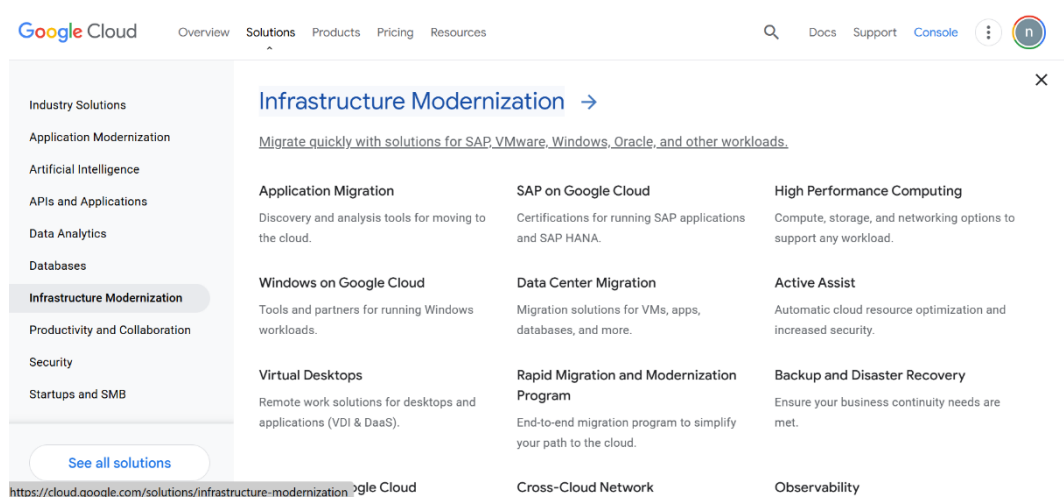 Google Cloud
Overview Solutions Products Pricing Resources
Docs Support Console
n
Industry Solutions
Application Modernization
Artificial Intelligence
APIs and Applications
Data Analytics
Databases
Infrastructure Modernization
Productivity and Collaboration
Security
Startups and SMB
See all solutions
https://cloud.google.com/solutions/infrastructure-modernization
Infrastructure Modernization
Migrate quickly with solutions for SAP, VMware, Windows, Oracle, and other workloads.
Application Migration
Discovery and analysis tools for moving to
the cloud.
SAP on Google Cloud
Certifications for running SAP applications
and SAP HANA.
High Performance Computing
Compute, storage, and networking options to
support any workload.
Windows on Google Cloud
Tools and partners for running Windows
workloads.
Data Center Migration
Migration solutions for VMs, apps,
databases, and more.
Active Assist
Automatic cloud resource optimization and
increased security.
Virtual Desktops
Remote work solutions for desktops and
applications (VDI & DaaS).
Rapid Migration and Modernization
Program
End-to-end migration program to simplify
your path to the cloud.
Backup and Disaster Recovery
Ensure your business continuity needs are
met.
Cloud
Cross-Cloud Network
Observability